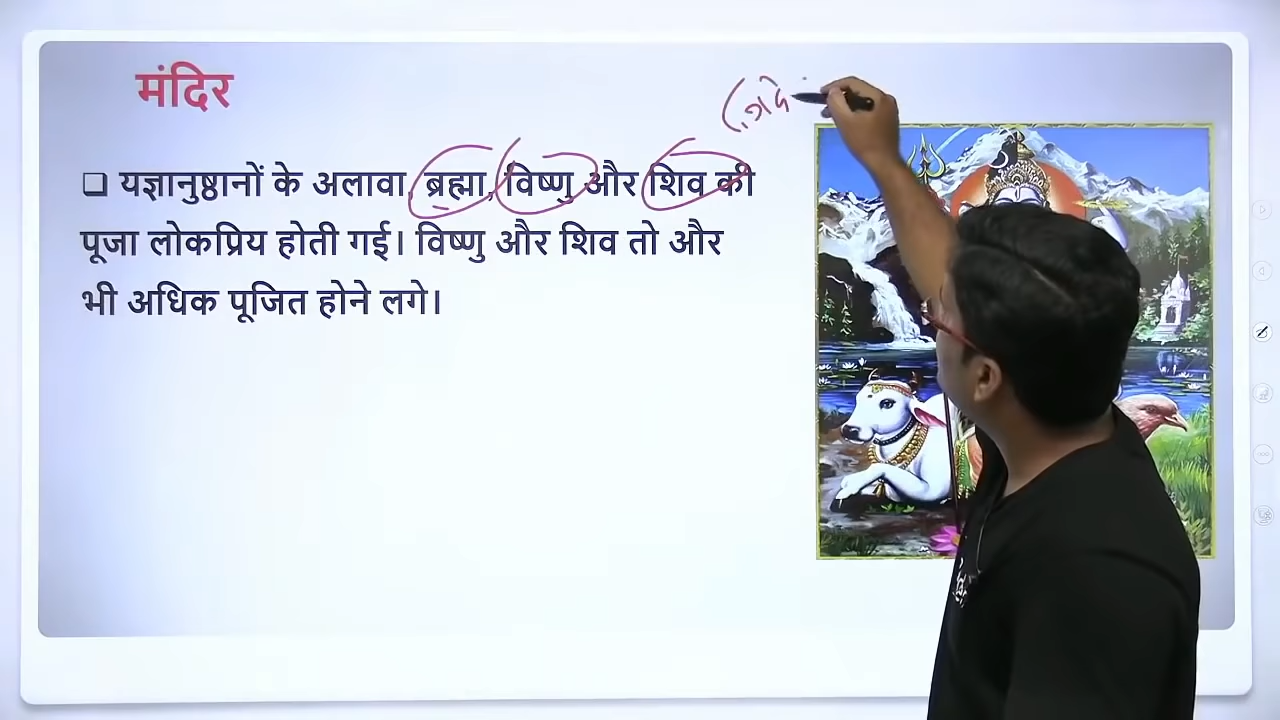 मंदिर
त्रिदे
❑ यज्ञानुष्ठानों के अलावा, ब्रह्मा, विष्णु और शिव की
पूजा लोकप्रिय होती गई। विष्णु और शिव तो और
भी अधिक पूजित होने लगे।